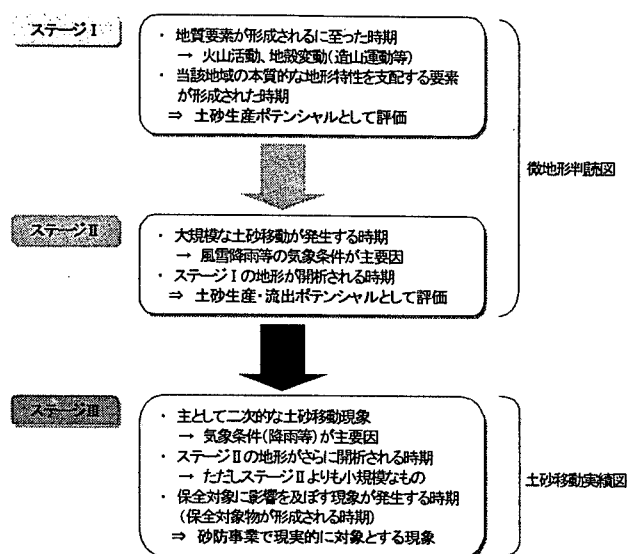 ステージⅠ
・ 地質要素が形成されるに至った時期
→ 火山活動、地殻変動(造山運動等)
・ 当該地域の本質的な地形特性を支配する要素
が形成された時期
⇒ 土砂生産ポテンシャルとして評価
微地形判読図
ステージⅡ
・ 大規模な土砂移動が発生する時期
→ 風雪降雨等の気象条件が主要因
・ ステージⅠの地形が開析される時期
⇒ 土砂生産・流出ポテンシャルとして評価
ステージⅢ
・ 主として二次的な土砂移動現象
→ 気象条件(降雨等)が主要因
・ ステージⅡの地形がさらに開析される時期
→ ただしステージⅡよりも小規模なもの
・ 保全対象に影響を及ぼす現象が発生する時期
(保全対象物が形成される時期)
⇒ 砂防事業で現実的に対象とする現象
土砂移動実績図